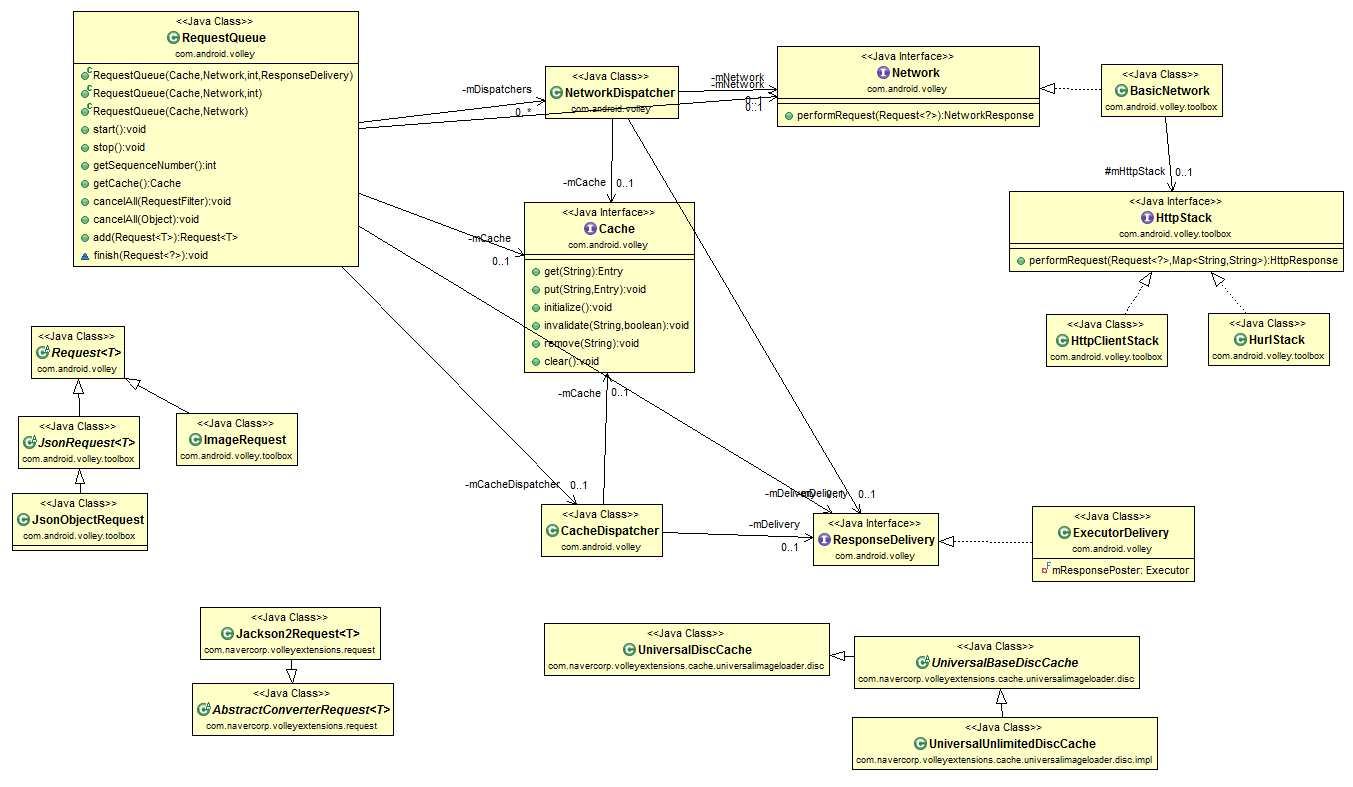 <<Java Class>>
RequestQueue
com.android.volley
RequestQueue(Cache,Network,int,ResponseDelivery)
RequestQueue(Cache,Network,int)
RequestQueue(Cache,Network)
start():void
stop():void
getSequenceNumber():int
getCache():Cache
cancelAll(RequestFilter):void
cancelAll(Object):void
add(Request<T>):Request<T>
finish(Request<?>):void
-mDispatchers
0..*
<<Java Class>>
NetworkDispatcher
com.android.volley
-mNetwork
-mNetwork
0..1
0..1
<<Java Interface>>
Network
com.android.volley
performRequest(Request<?>):NetworkResponse
<<Java Class>>
BasicNetwork
com.android.volley.toolbox
#mHttpStack
0..1
<<Java Interface>>
HttpStack
com.android.volley.toolbox
performRequest(Request<?>,Map<String,String>):HttpResponse
<<Java Class>>
HttpClientStack
com.android.volley.toolbox
<<Java Class>>
HurlStack
com.android.volley.toolbox
-mCache
0..1
-mCache
0..1
<<Java Interface>>
Cache
com.android.volley
get(String):Entry
put(String,Entry):void
initialize():void
invalidate(String,boolean):void
remove(String):void
clear():void
-mCache
0..1
<<Java Class>>
Request<T>
com.android.volley
<<Java Class>>
JsonRequest<T>
com.android.volley.toolbox
<<Java Class>>
ImageRequest
com.android.volley.toolbox
<<Java Class>>
JsonObjectRequest
com.android.volley.toolbox
-mCacheDispatcher
0..1
<<Java Class>>
CacheDispatcher
com.android.volley
-mDelivery
0..1
-mDelivery
0..1
-mDelivery
0..1
<<Java Interface>>
ResponseDelivery
com.android.volley
<<Java Class>>
ExecutorDelivery
com.android.volley
mResponsePoster: Executor
<<Java Class>>
Jackson2Request<T>
com.navercorp.volleyextensions.request
<<Java Class>>
AbstractConverterRequest<T>
com.navercorp.volleyextensions.request
<<Java Class>>
UniversalDiscCache
com.navercorp.volleyextensions.cache.universalimageloader.disc
<<Java Class>>
UniversalBaseDiscCache
com.navercorp.volleyextensions.cache.universalimageloader.disc
<<Java Class>>
UniversalUnlimitedDiscCache
com.navercorp.volleyextensions.cache.universalimageloader.disc.impl